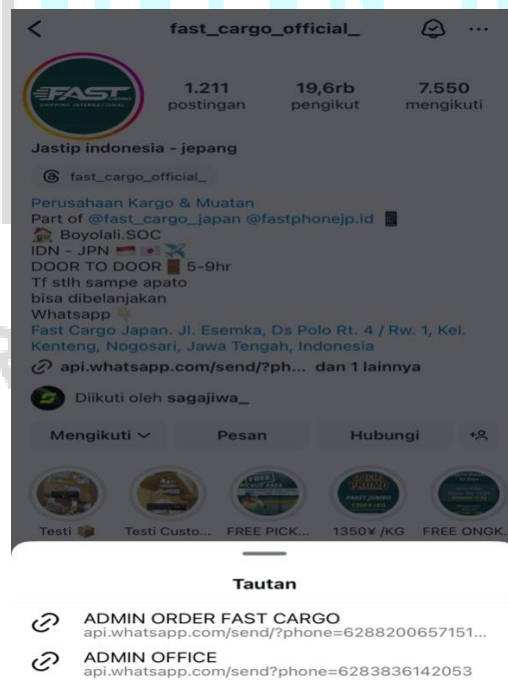 fast_cargo_official_
FAST
SHIPPING INTERNATIONAL
1.211 19,6rb 7.550
postingan pengikut mengikuti
Jastip indonesia - jepang
fast_cargo_official_
Perusahaan Kargo & Muatan
Part of @fast_cargo_japan @fastphonejp.id
Boyolali.SOC
IDN - JPN
DOOR TO DOOR 5-9hr
Tf stlh sampe apato
bisa dibelanjakan
Whatsapp
Fast Cargo Japan. Jl. Esemka, Ds Polo Rt. 4 / Rw. 1, Kel.
Kenteng, Nogosari, Jawa Tengah, Indonesia
api.whatsapp.com/send/?ph... dan 1 lainnya
Diikuti oleh sagajiwa_
Mengikuti Pesan Hubungi
Testi Testi Custo... FREE PICK... 1350¥ /KG FREE ONGK...
Tautan
ADMIN ORDER FAST CARGO
api.whatsapp.com/send/?phone=6288200657151...
ADMIN OFFICE
api.whatsapp.com/send?phone=6283836142053